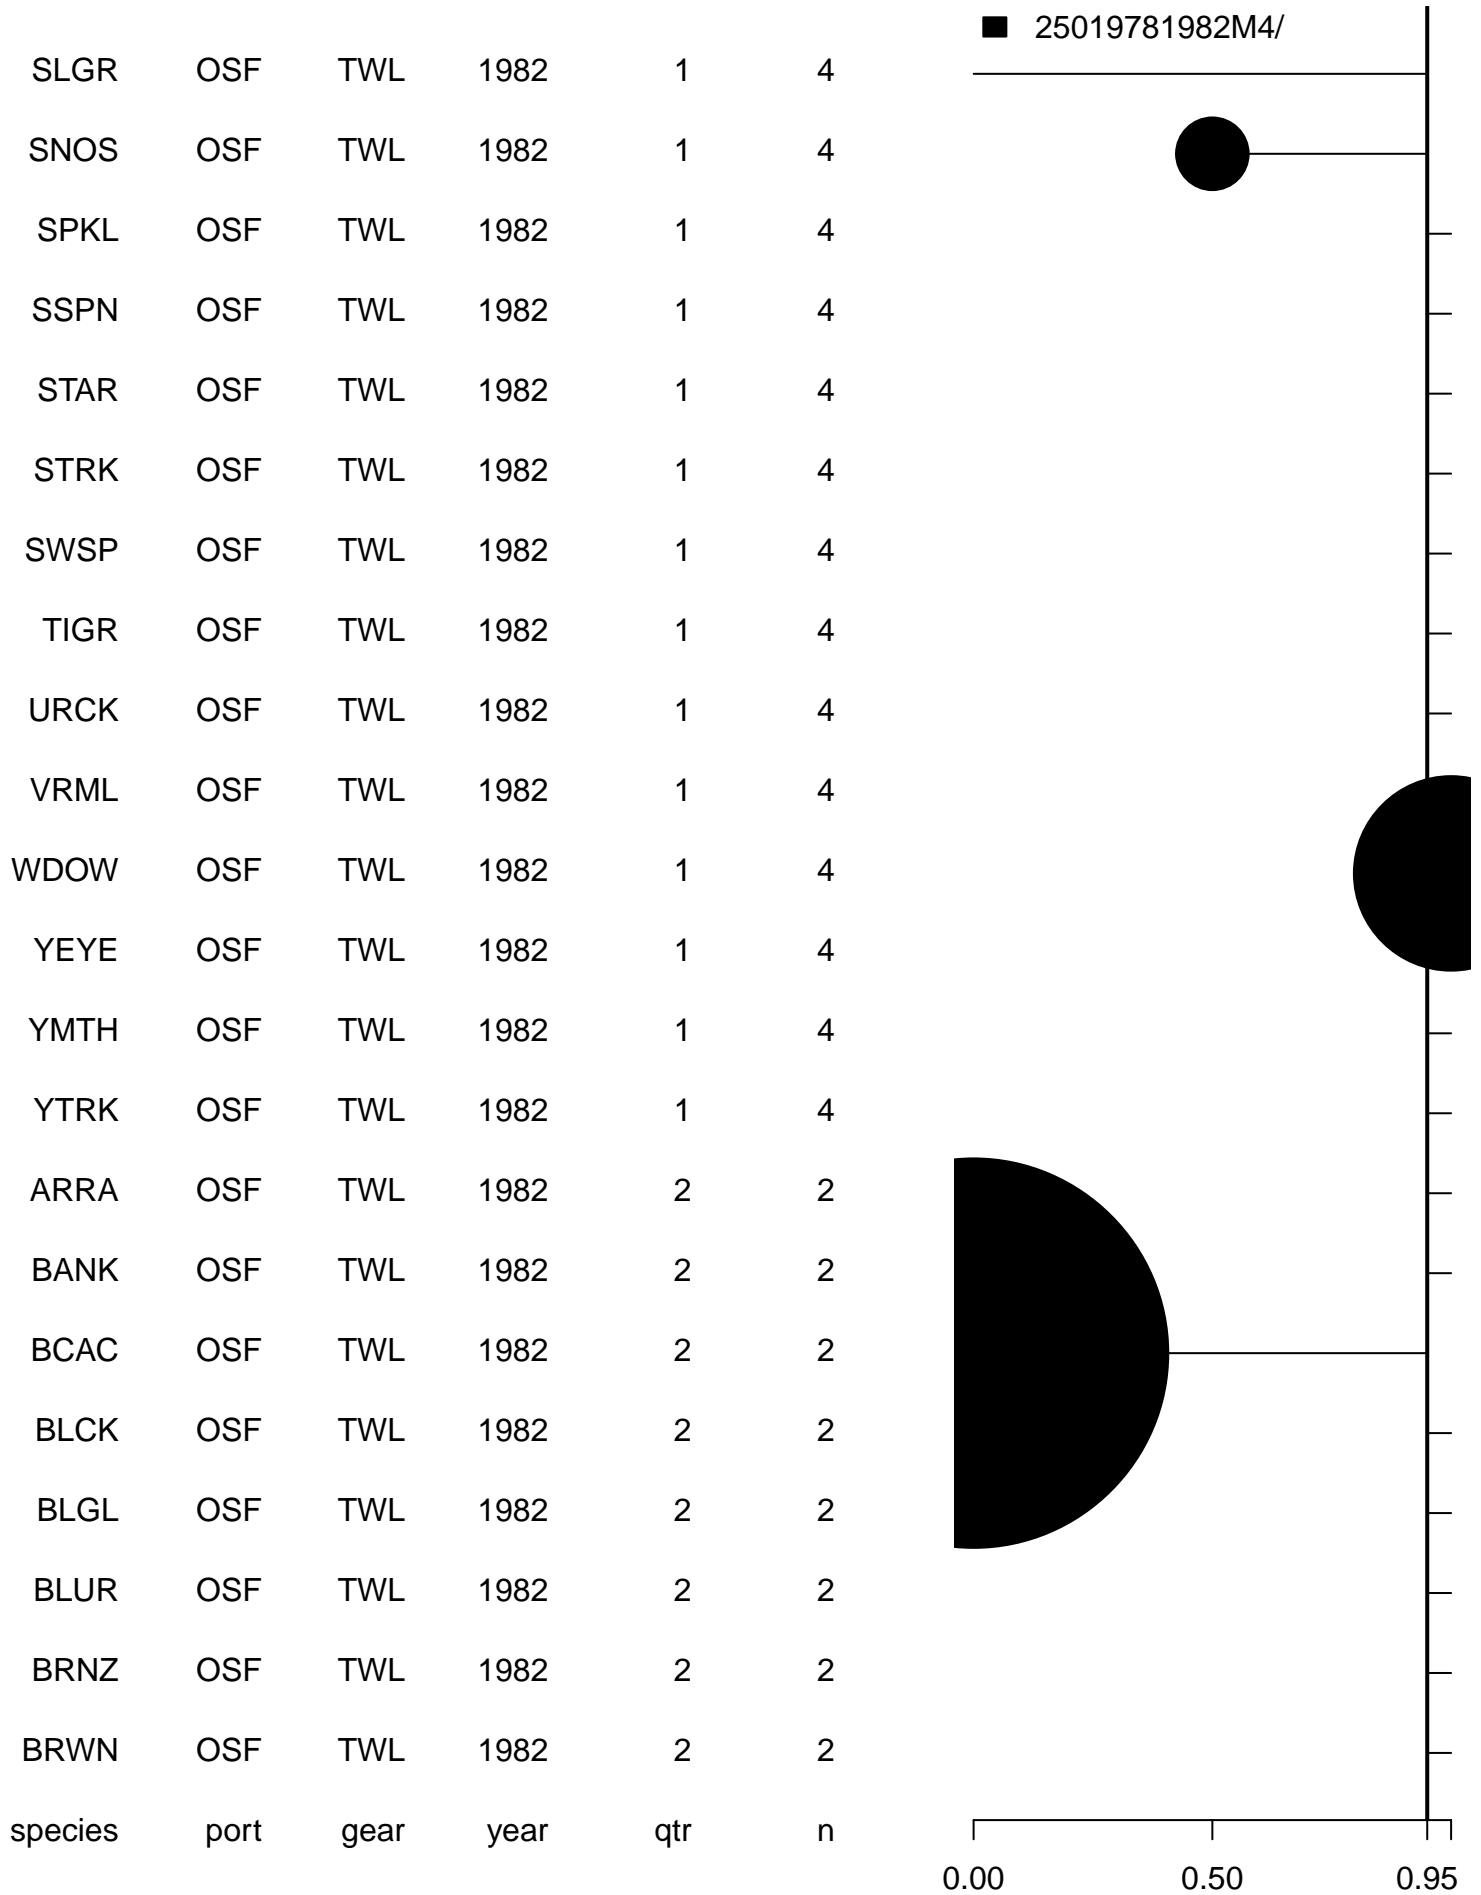 25019781982M4/
SLGR OSF TWL 1982 1 4
SNOS OSF TWL 1982 1 4
SPKL OSF TWL 1982 1 4
SSPN OSF TWL 1982 1 4
STAR OSF TWL 1982 1 4
STRK OSF TWL 1982 1 4
SWSP OSF TWL 1982 1 4
TIGR OSF TWL 1982 1 4
URCK OSF TWL 1982 1 4
VRML OSF TWL 1982 1 4
WDOW OSF TWL 1982 1 4
YEYE OSF TWL 1982 1 4
YMTH OSF TWL 1982 1 4
YTRK OSF TWL 1982 1 4
ARRA OSF TWL 1982 2 2
BANK OSF TWL 1982 2 2
BCAC OSF TWL 1982 2 2
BLCK OSF TWL 1982 2 2
BLGL OSF TWL 1982 2 2
BLUR OSF TWL 1982 2 2
BRNZ OSF TWL 1982 2 2
BRWN OSF TWL 1982 2 2
species port gear year qtr n
0.00 0.50 0.95